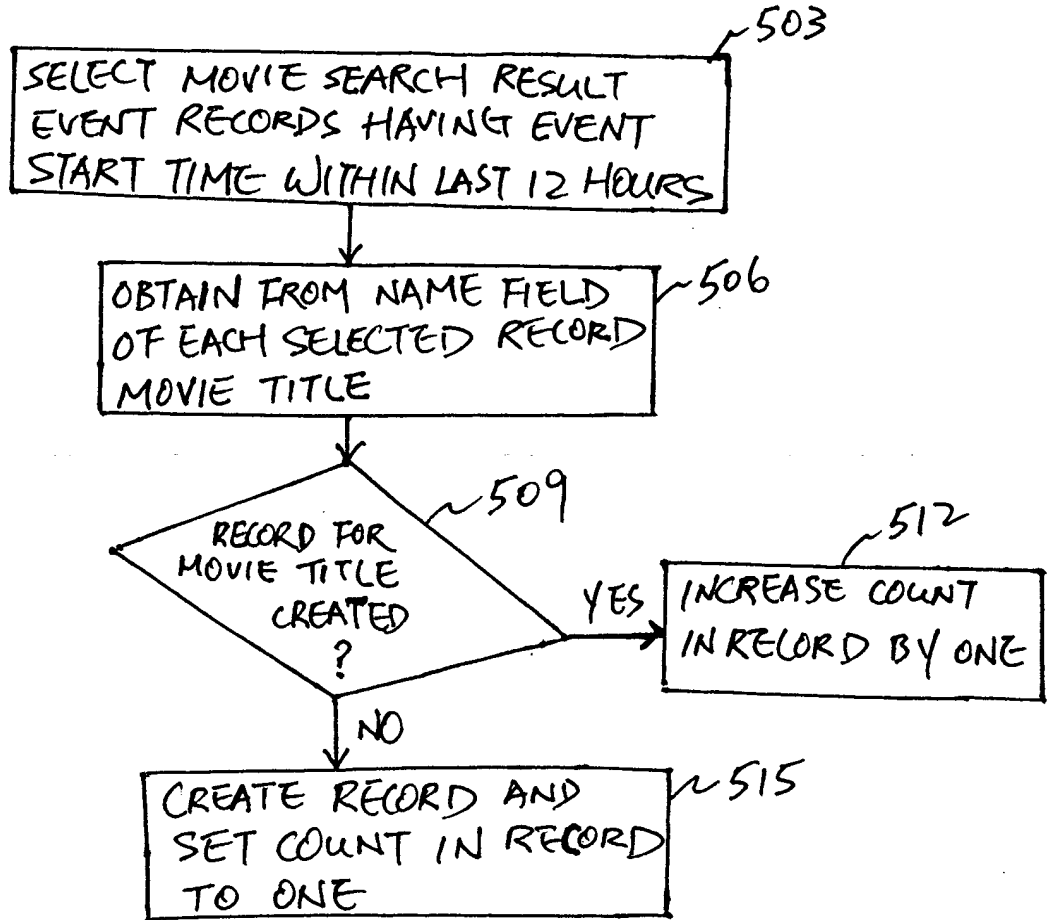 503
SELECT MOVIE SEARCH RESULT
EVENT RECORDS HAVING EVENT
START TIME WITHIN LAST 12 HOURS
506
OBTAIN FROM NAME FIELD
OF EACH SELECTED RECORD
MOVIE TITLE
509
RECORD FOR
MOVIE TITLE
CREATED
?
YES
512
INCREASE COUNT
IN RECORD BY ONE
NO
515
CREATE RECORD AND
SET COUNT IN RECORD
TO ONE